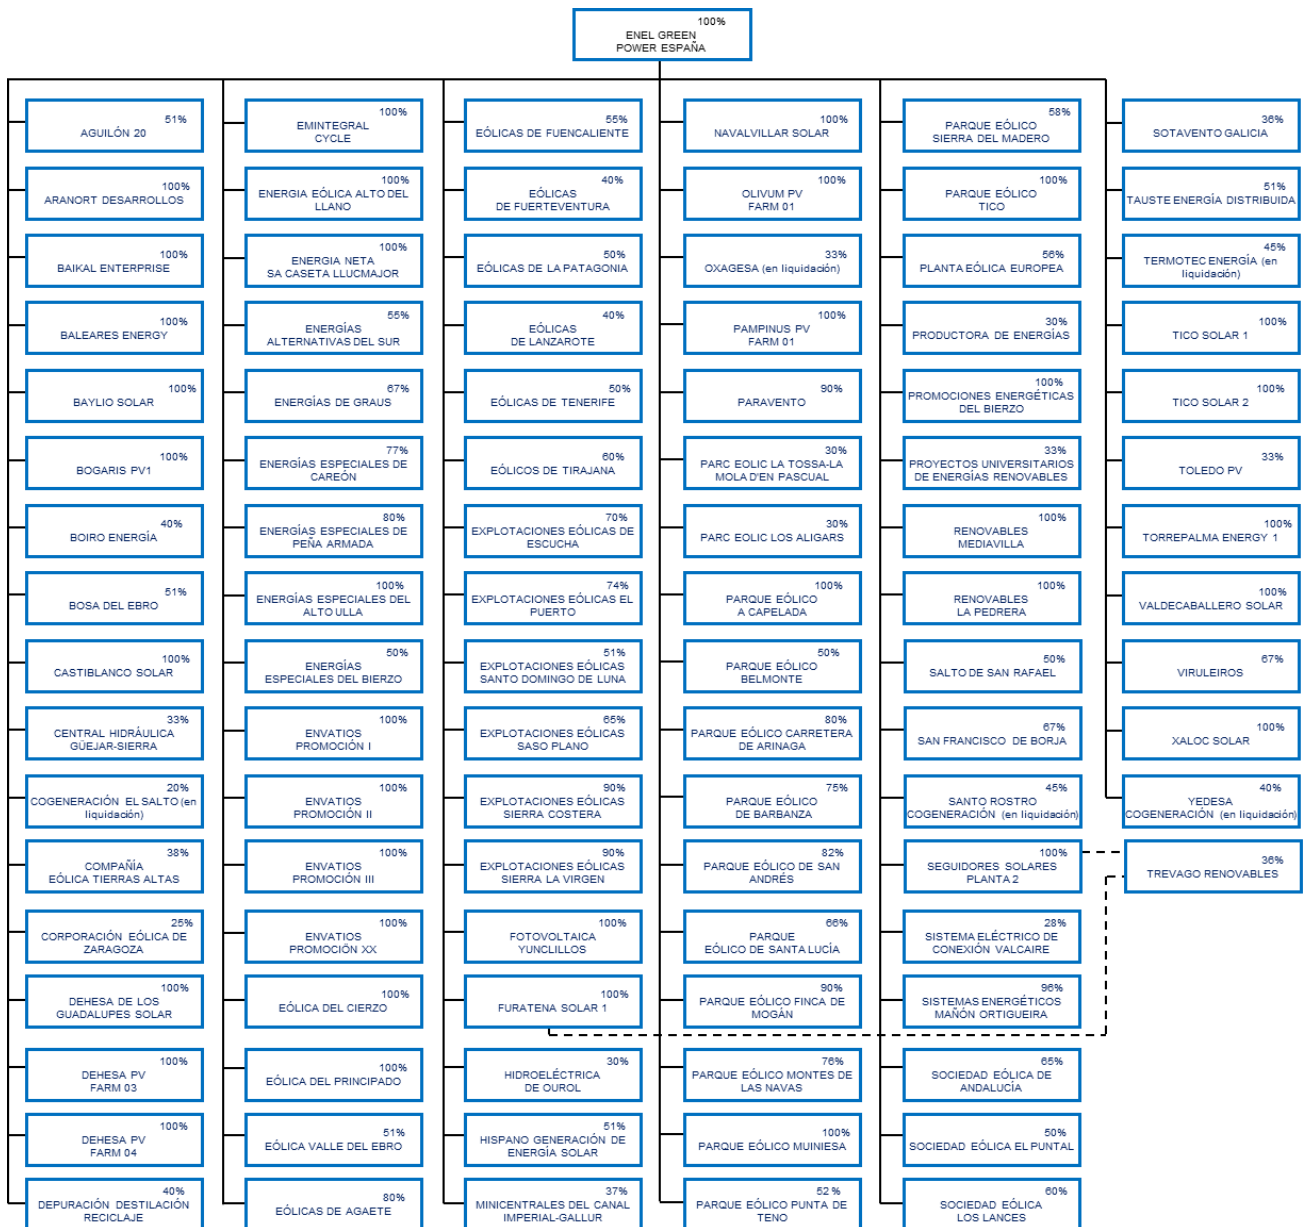 100%
ENEL GREEN
POWER ESPAÑA
51%
AGUILÓN 20
100%
ARANORT DESARROLLOS
100%
BAIKAL ENTERPRISE
100%
BALEARES ENERGY
100%
BAYLIO SOLAR
100%
BOGARIS PV1
40%
BOIRO ENERGÍA
51%
BOSA DEL EBRO
100%
CASTIBLANCO SOLAR
33%
CENTRAL HIDRÁULICA
GÜEJAR-SIERRA
20%
COGENERACIÓN EL SALTO (en
liquidación)
38%
COMPAÑÍA
EÓLICA TIERRAS ALTAS
25%
CORPORACIÓN EÓLICA DE
ZARAGOZA
100%
DEHESA DE LOS
GUADALUPES SOLAR
100%
DEHESA PV
FARM 03
100%
DEHESA PV
FARM 04
40%
DEPURACIÓN DESTILACIÓN
RECICLAJE
100%
EMINTEGRAL
CYCLE
100%
ENERGIA EÓLICA ALTO DEL
LLANO
100%
ENERGIA NETA
SA CASETA LLUCMAJOR
55%
ENERGÍAS
ALTERNATIVAS DEL SUR
67%
ENERGÍAS DE GRAUS
77%
ENERGÍAS ESPECIALES DE
CAREÓN
80%
ENERGÍAS ESPECIALES DE
PEÑA ARMADA
100%
ENERGÍAS ESPECIALES DEL
ALTO ULLA
50%
ENERGÍAS
ESPECIALES DEL BIERZO
100%
ENVATIOS
PROMOCIÓN I
100%
ENVATIOS
PROMOCIÓN II
100%
ENVATIOS
PROMOCIÓN III
100%
ENVATIOS
PROMOCIÓN XX
100%
EÓLICA DEL CIERZO
100%
EÓLICA DEL PRINCIPADO
51%
EÓLICA VALLE DEL EBRO
80%
EÓLICAS DE AGAETE
55%
EÓLICAS DE FUENCALIENTE
40%
EÓLICAS
DE FUERTEVENTURA
50%
EÓLICAS DE LA PATAGONIA
40%
EÓLICAS
DE LANZAROTE
50%
EÓLICAS DE TENERIFE
60%
EÓLICOS DE TIRAJANA
70%
EXPLOTACIONES EÓLICAS DE
ESCUCHA
74%
EXPLOTACIONES EÓLICAS EL
PUERTO
51%
EXPLOTACIONES EÓLICAS
SANTO DOMINGO DE LUNA
65%
EXPLOTACIONES EÓLICAS
SASO PLANO
90%
EXPLOTACIONES EÓLICAS
SIERRA COSTERA
90%
EXPLOTACIONES EÓLICAS
SIERRA LA VIRGEN
100%
FOTOVOLTAICA
YUNCLILLOS
100%
FURATENA SOLAR 1
30%
HIDROELÉCTRICA
DE OUROL
51%
HISPANO GENERACIÓN DE
ENERGÍA SOLAR
37%
MINICENTRALES DEL CANAL
IMPERIAL-GALLUR
100%
NAVALVILLAR SOLAR
100%
OLIVUM PV
FARM 01
33%
OXAGESA (en liquidación)
100%
PAMPINUS PV
FARM 01
90%
PARAVENTO
30%
PARC EOLIC LA TOSSA-LA
MOLA D'EN PASCUAL
30%
PARC EOLIC LOS ALIGARS
100%
PARQUE EÓLICO
A CAPELADA
50%
PARQUE EÓLICO
BELMONTE
80%
PARQUE EÓLICO CARRETERA
DE ARINAGA
75%
PARQUE EÓLICO
DE BARBANZA
82%
PARQUE EÓLICO DE SAN
ANDRÉS
66%
PARQUE
EÓLICO DE SANTA LUCÍA
90%
PARQUE EÓLICO FINCA DE
MOGÁN
76%
PARQUE EÓLICO MONTES DE
LAS NAVAS
100%
PARQUE EÓLICO MUINIESA
52 %
PARQUE EÓLICO PUNTA DE
TENO
58%
PARQUE EÓLICO
SIERRA DEL MADERO
100%
PARQUE EÓLICO
TICO
56%
PLANTA EÓLICA EUROPEA
30%
PRODUCTORA DE ENERGÍAS
100%
PROMOCIONES ENERGÉTICAS
DEL BIERZO
33%
PROYECTOS UNIVERSITARIOS
DE ENERGÍAS RENOVABLES
100%
RENOVABLES
MEDIAVILLA
100%
RENOVABLES
LA PEDRERA
50%
SALTO DE SAN RAFAEL
67%
SAN FRANCISCO DE BORJA
45%
SANTO ROSTRO
COGENERACIÓN (en liquidación)
100%
SEGUIDORES SOLARES
PLANTA 2
28%
SISTEMA ELÉCTRICO DE
CONEXIÓN VALCAIRE
96%
SISTEMAS ENERGÉTICOS
MAÑÓN ORTIGUEIRA
65%
SOCIEDAD EÓLICA DE
ANDALUCÍA
50%
SOCIEDAD EÓLICA EL PUNTAL
60%
SOCIEDAD EÓLICA
LOS LANCES
36%
SOTAVENTO GALICIA
51%
TAUSTE ENERGÍA DISTRIBUIDA
45%
TERMOTEC ENERGÍA (en
liquidación)
100%
TICO SOLAR 1
100%
TICO SOLAR 2
33%
TOLEDO PV
100%
TORREPALMA ENERGY 1
100%
VALDECABALLERO SOLAR
67%
VIRULEIROS
100%
XALOC SOLAR
40%
YEDESA
COGENERACIÓN (en liquidación)
36%
TREVAGO RENOVABLES